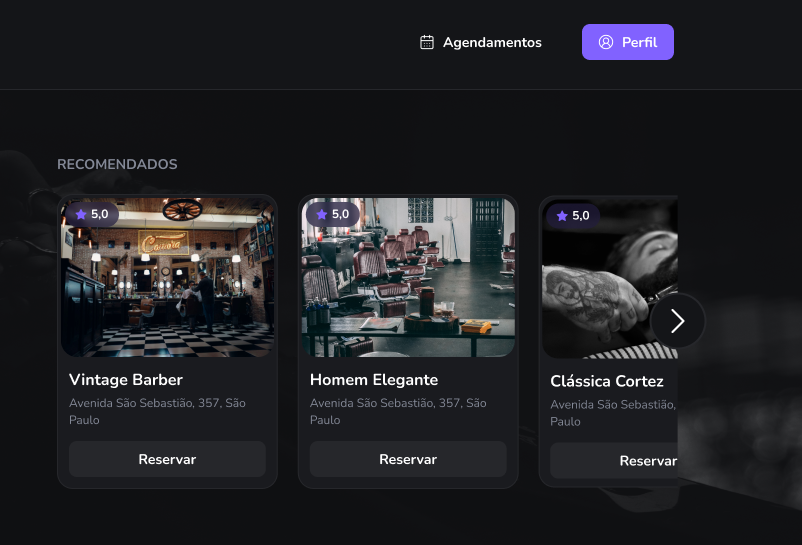 Agendamentos
Perfil
RECOMENDADOS
5,0
5,0
5,0
Vintage Barber
Avenida São Sebastião, 357, São
Paulo
Reservar
Homem Elegante
Avenida São Sebastião, 357, São
Paulo
Reservar
Clássica Cortez
Avenida São Sebastião,
Paulo
Reservar